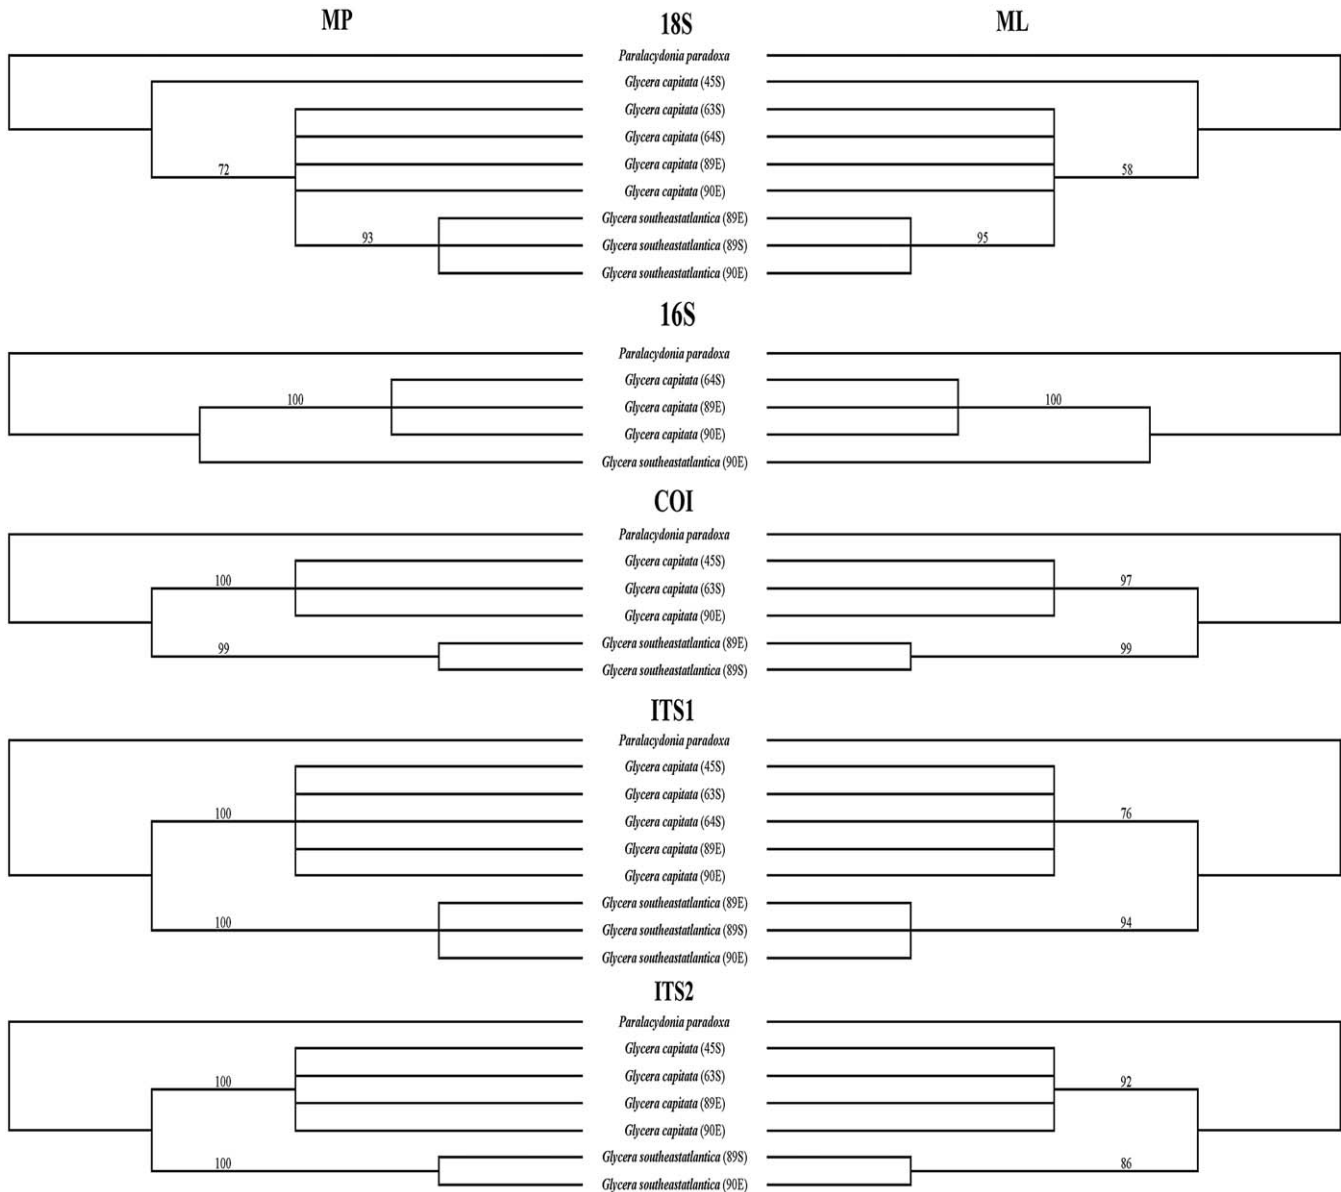 MP 18S ML
Paralacydonia paradoxa
Glycera capitata (45S)
Glycera capitata (63S)
Glycera capitata (64S)
Glycera capitata (89E)
72 58
Glycera capitata (90E)
Glycera southeastatlantica (89E)
93 Glycera southeastatlantica (89S) 95
Glycera southeastatlantica (90E)
16S
Paralacydonia paradoxa
Glycera capitata (64S)
100 Glycera capitata (89E) 100
Glycera capitata (90E)
Glycera southeastatlantica (90E)
COI
Paralacydonia paradoxa
Glycera capitata (45S)
100 Glycera capitata (63S) 97
Glycera capitata (90E)
Glycera southeastatlantica (89E)
99 99
Glycera southeastatlantica (89S)
ITS1
Paralacydonia paradoxa
Glycera capitata (45S)
Glycera capitata (63S)
100 Glycera capitata (64S) 76
Glycera capitata (89E)
Glycera capitata (90E)
Glycera southeastatlantica (89E)
100 Glycera southeastatlantica (89S) 94
Glycera southeastatlantica (90E)
ITS2
Paralacydonia paradoxa
Glycera capitata (45S)
Glycera capitata (63S)
100 92
Glycera capitata (89E)
Glycera capitata (90E)
Glycera southeastatlantica (89S)
100 86
Glycera southeastatlantica (90E)